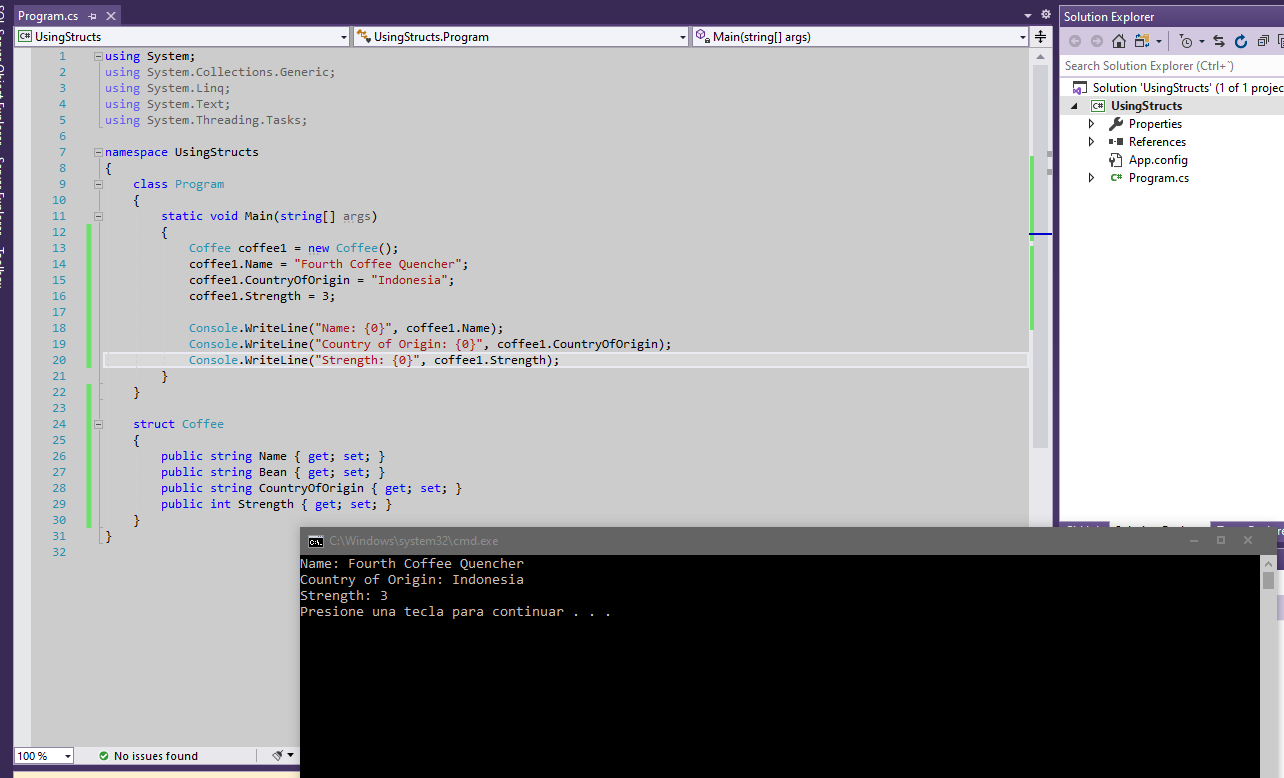 Program.cs
UsingStructs
UsingStructs.Program
Main(string[] args)
1 using System;
2 using System.Collections.Generic;
3 using System.Linq;
4 using System.Text;
5 using System.Threading.Tasks;
6
7 namespace UsingStructs
8 {
9 class Program
10 {
11 static void Main(string[] args)
12 {
13 Coffee coffee1 = new Coffee();
14 coffee1.Name = "Fourth Coffee Quencher";
15 coffee1.CountryOfOrigin = "Indonesia";
16 coffee1.Strength = 3;
17
18 Console.WriteLine("Name: {0}", coffee1.Name);
19 Console.WriteLine("Country of Origin: {0}", coffee1.CountryOfOrigin);
20 Console.WriteLine("Strength: {0}", coffee1.Strength);
21 }
22 }
23
24 struct Coffee
25 {
26 public string Name { get; set; }
27 public string Bean { get; set; }
28 public string CountryOfOrigin { get; set; }
29 public int Strength { get; set; }
30 }
31 }
32
100 %
No issues found
Solution Explorer
Search Solution Explorer (Ctrl+`)
Solution 'UsingStructs' (1 of 1 projec
C# UsingStructs
Properties
References
App.config
C# Program.cs
C:\Windows\system32\cmd.exe
Name: Fourth Coffee Quencher
Country of Origin: Indonesia
Strength: 3
Presione una tecla para continuar . . .